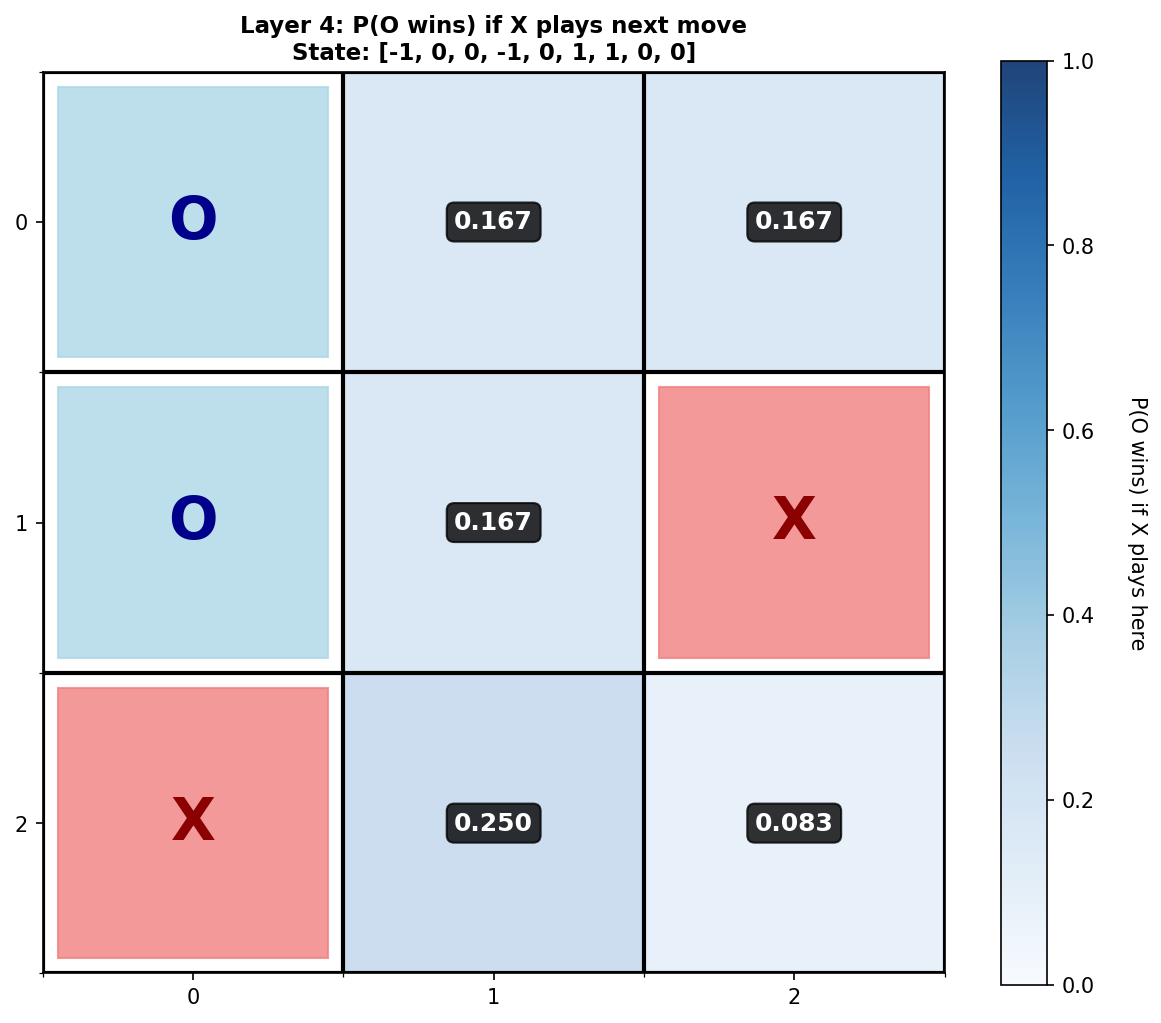 Layer 4: P(O wins) if X plays next move
State: [-1, 0, 0, -1, 0, 1, 1, 0, 0]
0
O
0.167
0.167
1
O
0.167
X
2
X
0.250
0.083
0
1
2
1.0
0.8
0.6
0.4
0.2
0.0
P(O wins) if X plays here